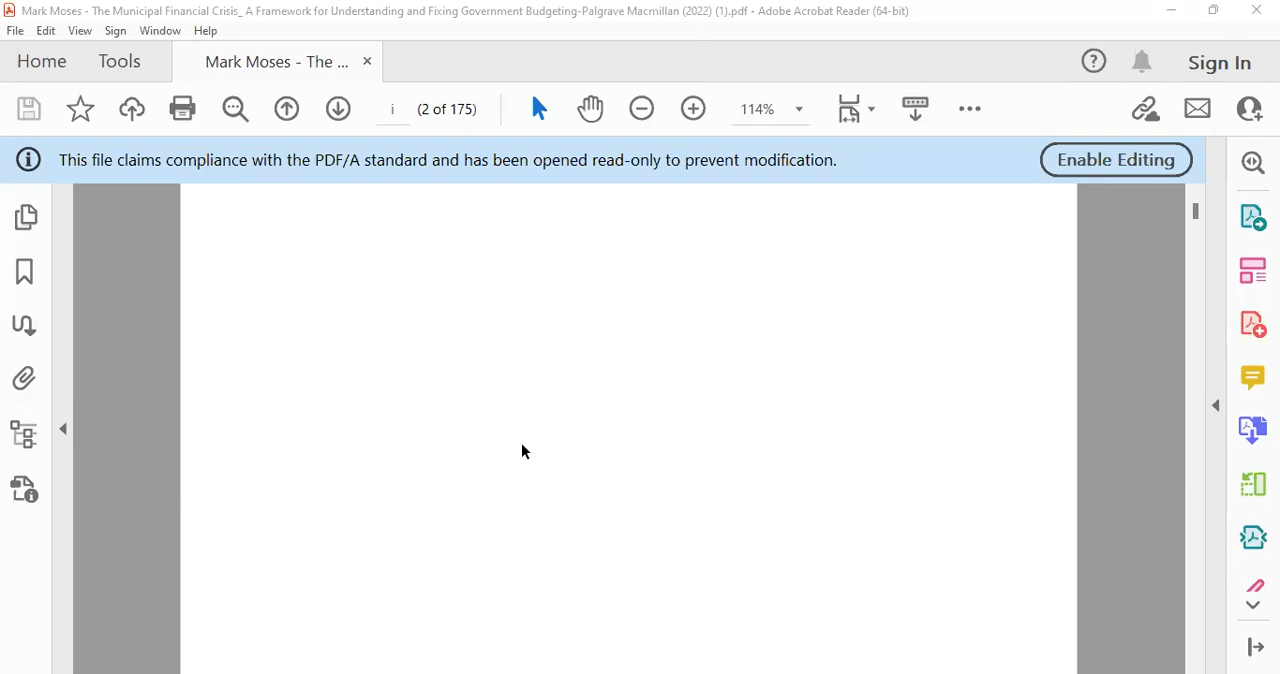 Mark Moses - The Municipal Financial Crisis_ A Framework for Understanding and Fixing Government Budgeting-Palgrave Macmillan (2022) (1).pdf - Adobe Acrobat Reader (64-bit)
File Edit View Sign Window Help
Home Tools Mark Moses - The ... × Sign In
i (2 of 175) 114%
This file claims compliance with the PDF/A standard and has been opened read-only to prevent modification. Enable Editing